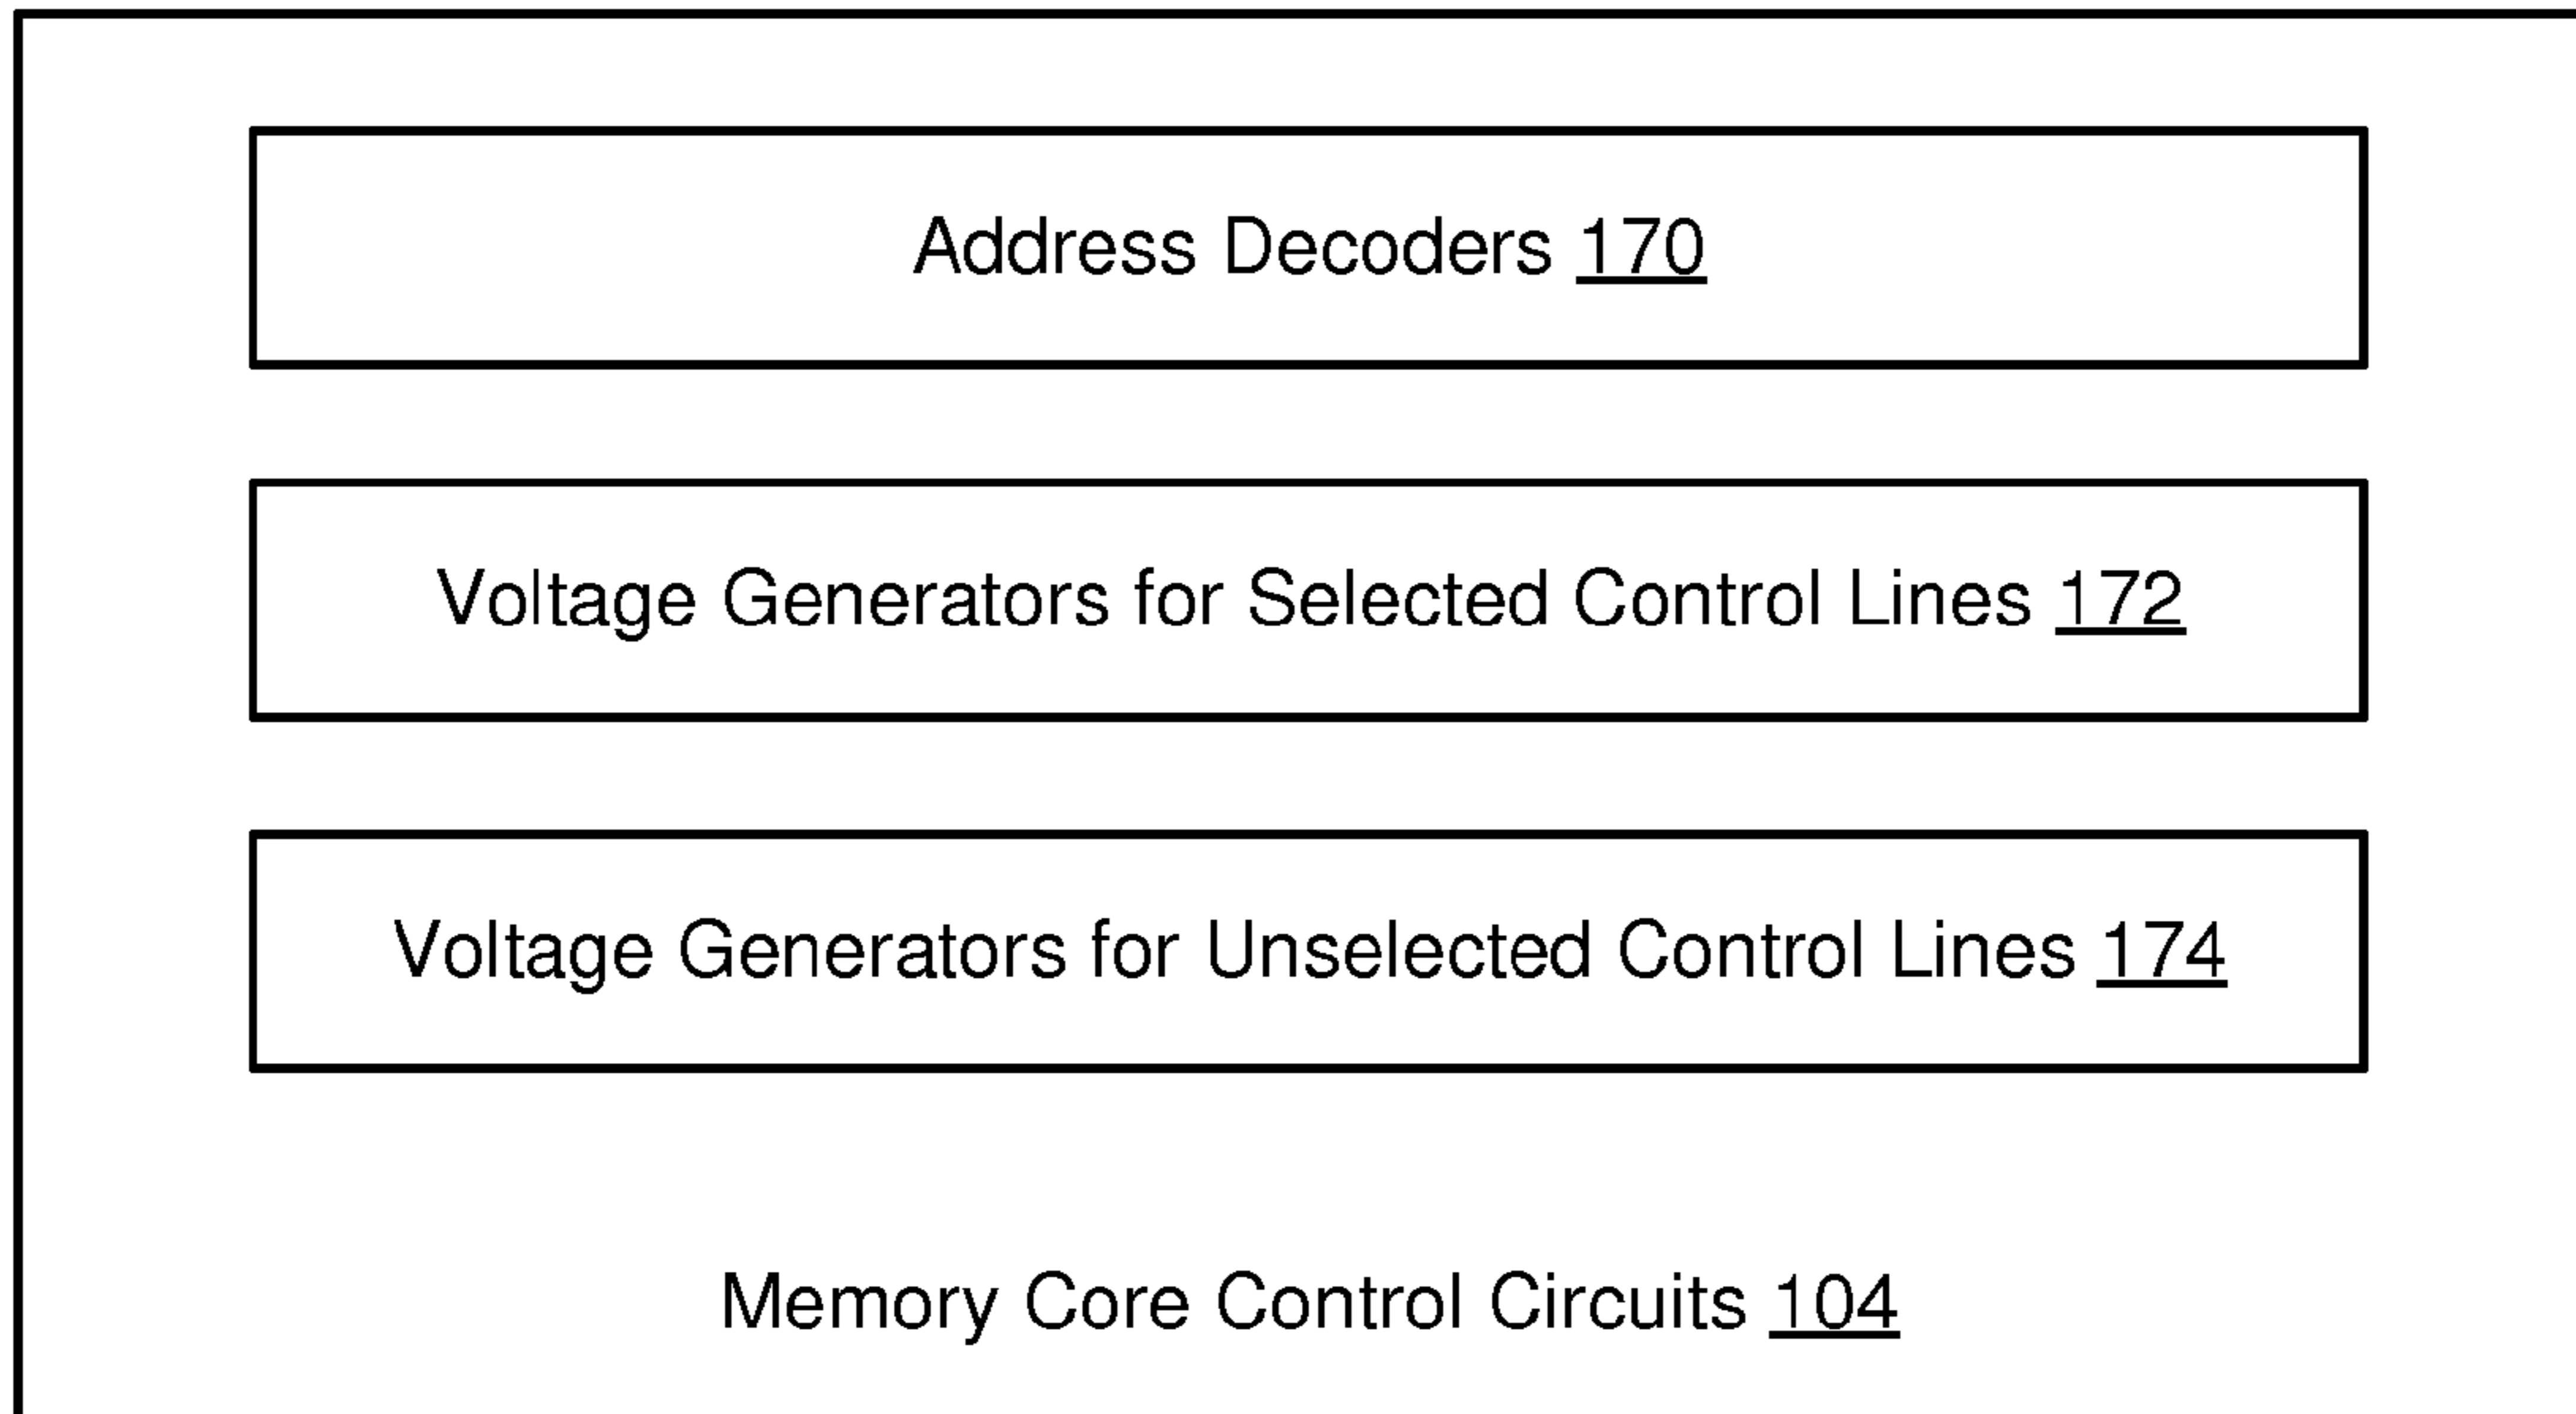 Address Decoders 170
Voltage Generators for Selected Control Lines 172
Voltage Generators for Unselected Control Lines 174
Memory Core Control Circuits 104